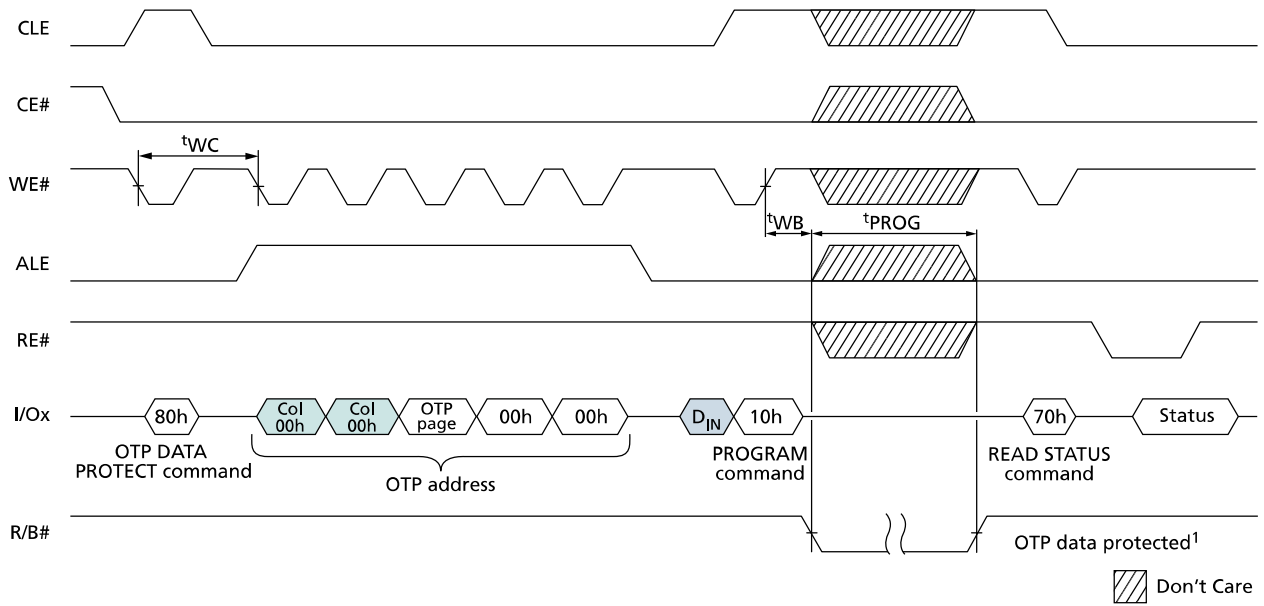 CLE
CE#
tWC
WE#
tWB
tPROG
ALE
RE#
I/Ox
80h
Col
00h
Col
00h
OTP
page
00h
00h
DIN
10h
70h
Status
OTP DATA
PROTECT command
OTP address
PROGRAM
command
READ STATUS
command
R/B#
OTP data protected1
Don't Care